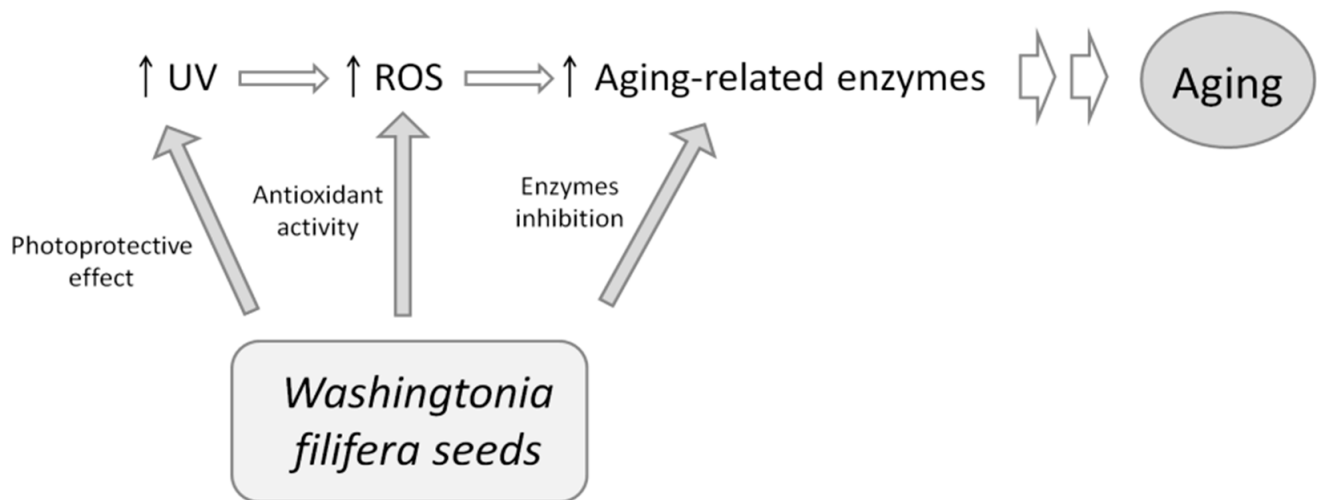 ↑ UV ↑ ROS ↑ Aging-related enzymes Aging
Antioxidant
activity
Enzymes
inhibition
Photoprotective
effect
Washingtonia
filifera seeds